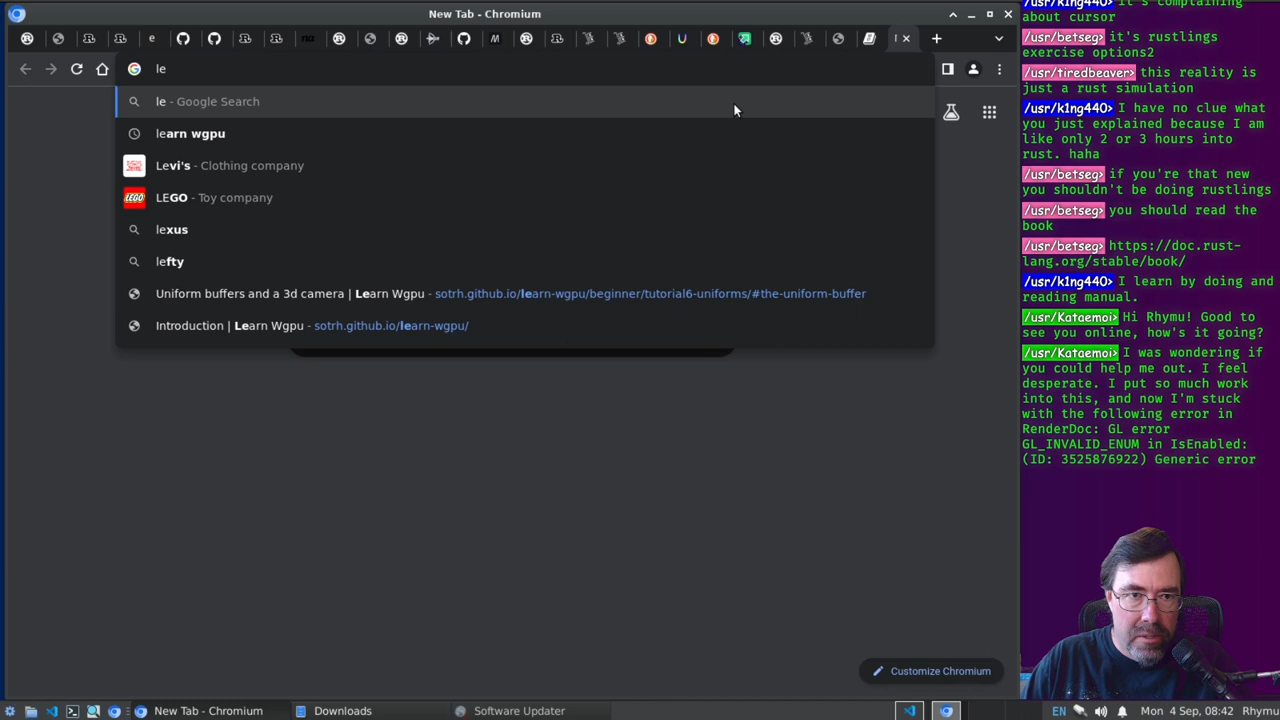 New Tab - Chromium
le
le - Google Search
learn wgpu
Levi's - Clothing company
LEGO - Toy company
lexus
lefty
Uniform buffers and a 3d camera | Learn Wgpu - sotrh.github.io/learn-wgpu/beginner/tutorial6-uniforms/#the-uniform-buffer
Introduction | Learn Wgpu - sotrh.github.io/learn-wgpu/
Customize Chromium
/usr/k1ng440> it's complaining
about cursor
/usr/betseg> it's rustlings
exercise options2
/usr/tiredbeaver> this reality is
just a rust simulation
/usr/k1ng440> I have no clue what
you just explained because I am
like only 2 or 3 hours into
rust. haha
/usr/betseg> if you're that new
you shouldn't be doing rustlings
/usr/betseg> you should read the
book
/usr/betseg> https://doc.rust-
lang.org/stable/book/
/usr/k1ng440> I learn by doing and
reading manual.
/usr/Kataemoi> Hi Rhymu! Good to
see you online, how's it going?
/usr/Kataemoi> I was wondering if
you could help me out. I feel
desperate. I put so much work
into this, and now I'm stuck
with the following error in
RenderDoc: GL error
GL_INVALID_ENUM in IsEnabled:
(ID: 3525876922) Generic error
New Tab - Chromium
Downloads
Software Updater
EN
Mon 4 Sep, 08:42
Rhymu